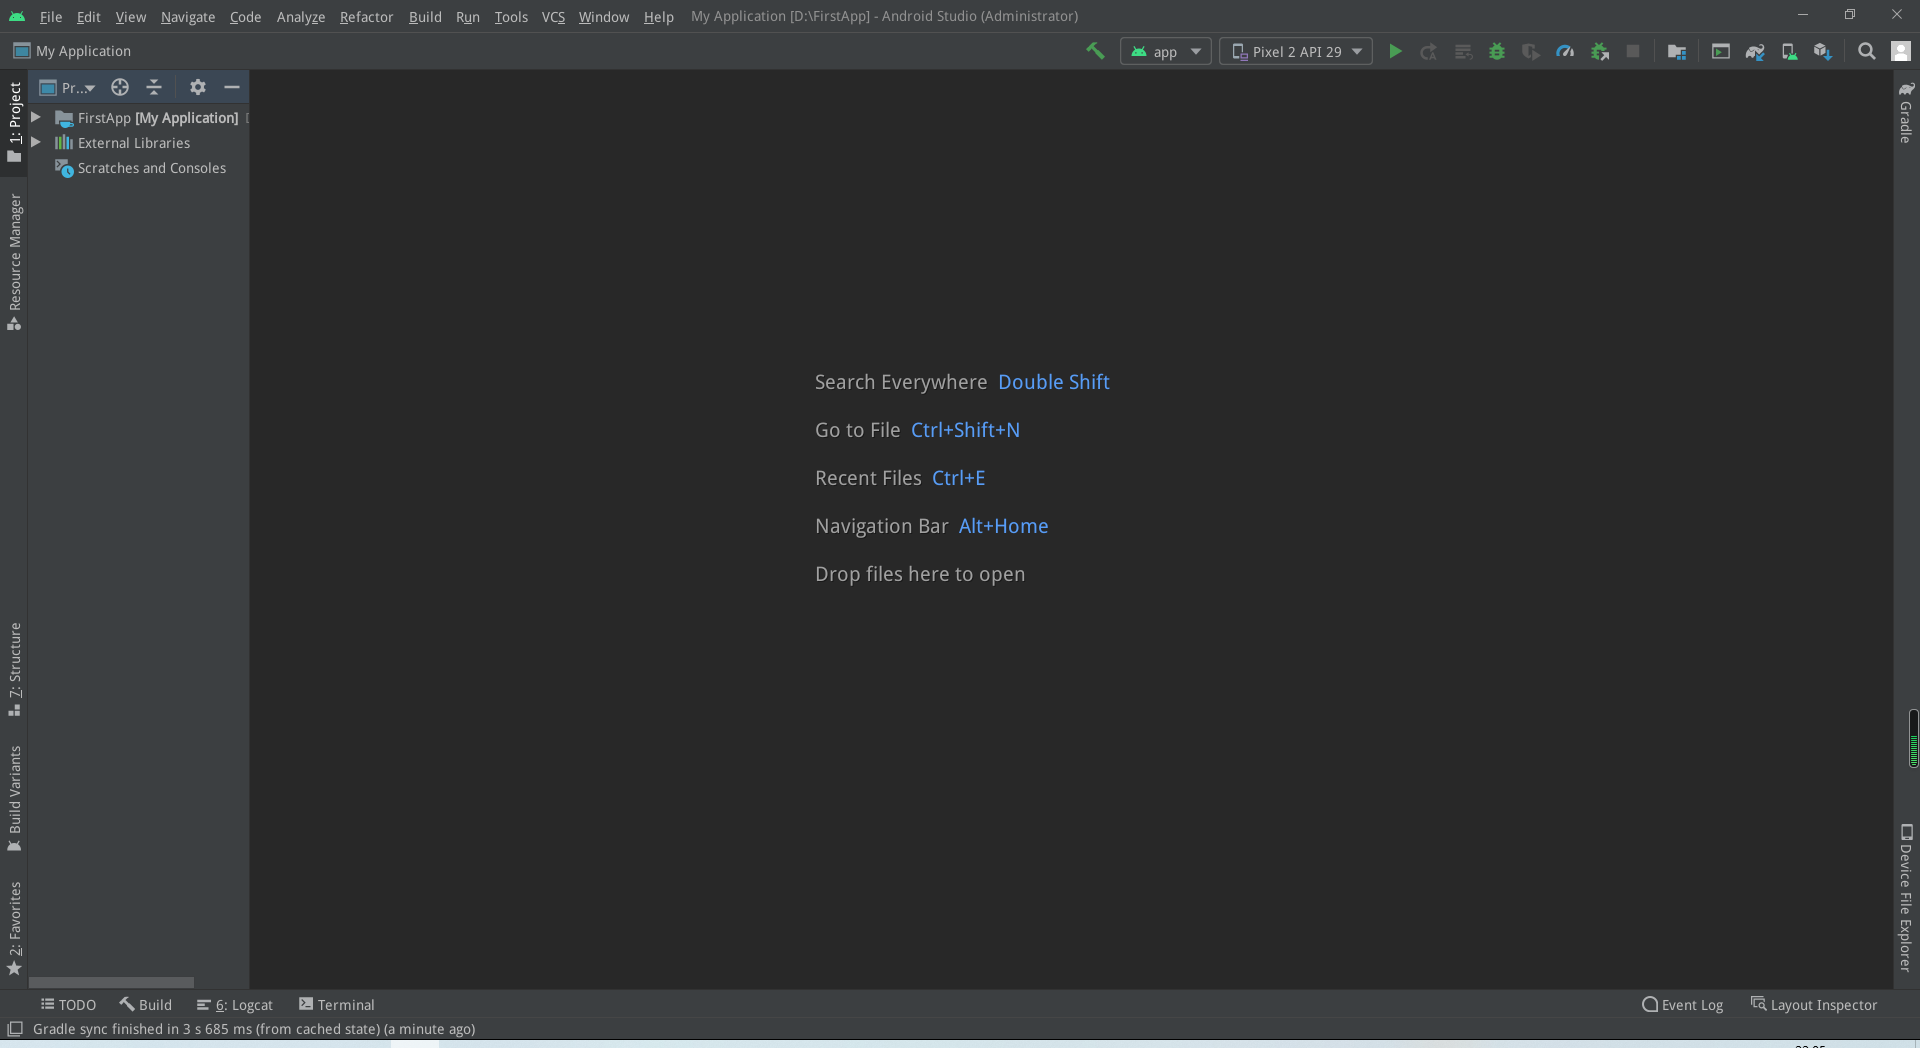 File Edit View Navigate Code Analyze Refactor Build Run Tools VCS Window Help My Application [D:\FirstApp] - Android Studio (Administrator)
My Application
app
Pixel 2 API 29
Pr...
FirstApp [My Application]
External Libraries
Scratches and Consoles
1: Project
Resource Manager
7: Structure
Build Variants
2: Favorites
Search Everywhere Double Shift
Go to File Ctrl+Shift+N
Recent Files Ctrl+E
Navigation Bar Alt+Home
Drop files here to open
Gradle
Device File Explorer
TODO Build 6: Logcat Terminal Event Log Layout Inspector
Gradle sync finished in 3 s 685 ms (from cached state) (a minute ago)